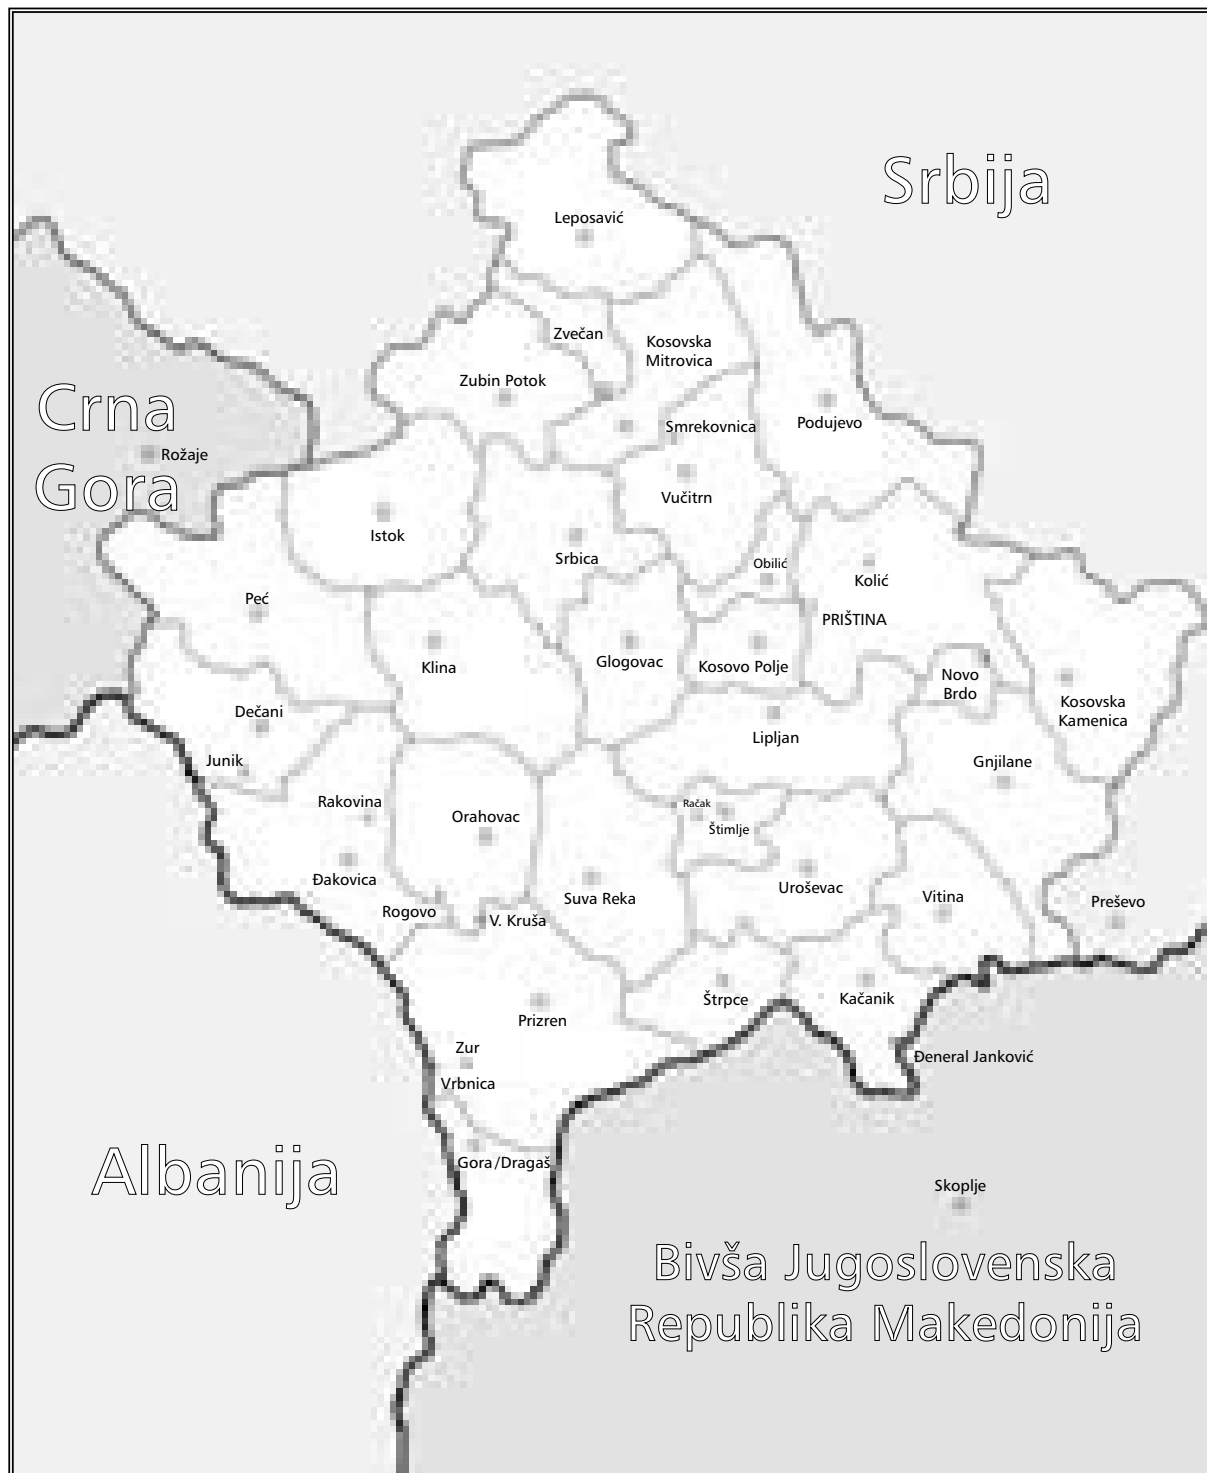 Srbija
Leposavić
Zvečan
Kosovska
Mitrovica
Zubin Potok
Crna
Gora
Rožaje
Smrekovnica
Podujevo
Vučitrn
Istok
Srbica
Obilić
Kolić
Peć
PRIŠTINA
Klina
Glogovac
Kosovo Polje
Novo
Brdo
Kosovska
Kamenica
Dečani
Lipljan
Junik
Gnjilane
Rakovina
Orahovac
Račak
Štimlje
Đakovica
Suva Reka
Uroševac
Vitina
Preševo
Rogovo
V. Kruša
Štrpce
Kačanik
Prizren
Zur
Vrbnica
Đeneral Janković
Gora/Dragaš
Albanija
Skoplje
Bivša Jugoslovenska
Republika Makedonija